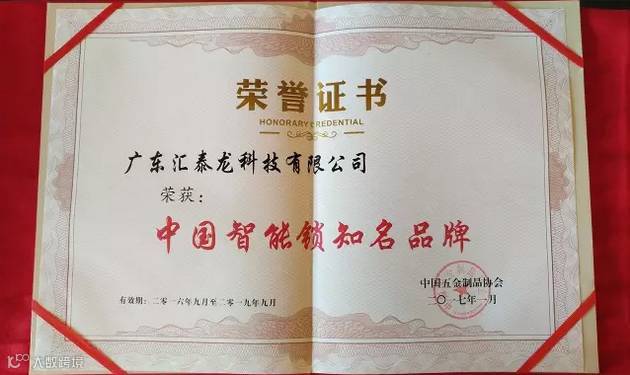 荣誉证书
HONORARY CREDENTIAL
广东汇泰龙科技有限公司
荣获：
中国智能锁知名品牌
中国五金制品协会
有效期：二零一六年九月至二零一九年九月
二〇一七年一月
大数跨境